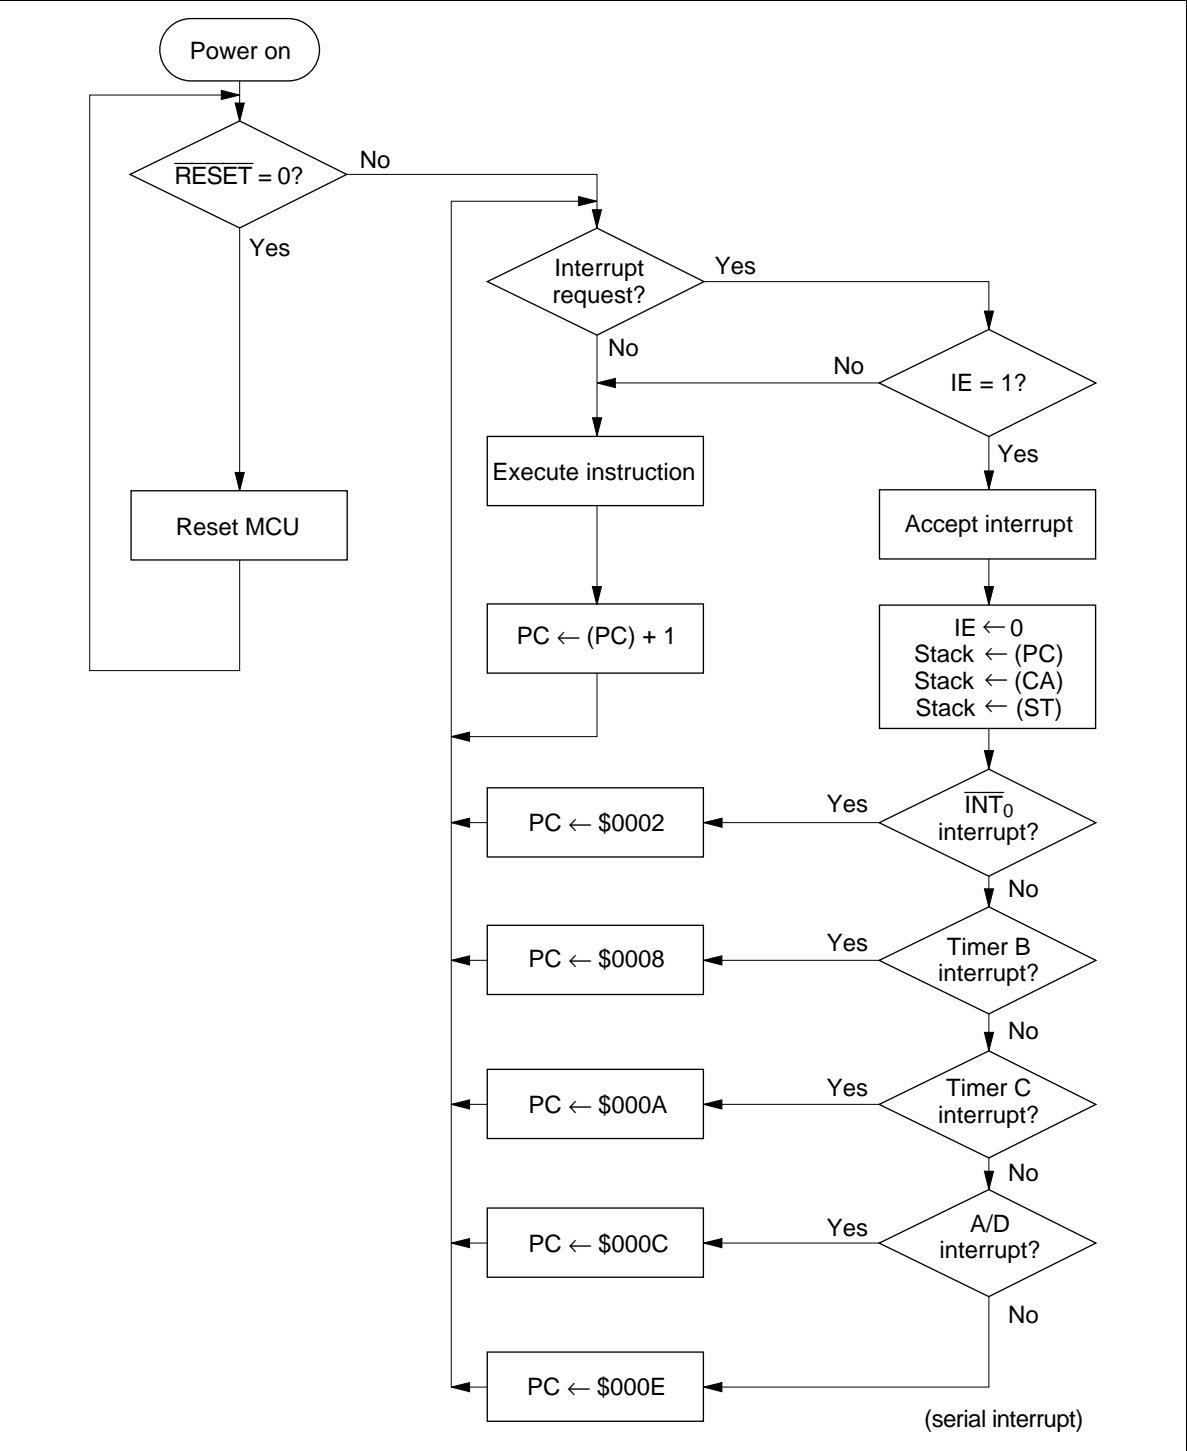 Power on
RESET = 0?
No
Yes
Interrupt
request?
Yes
No
IE = 1?
No
Yes
Execute instruction
Accept interrupt
Reset MCU
PC ← (PC) + 1
IE ← 0
Stack ← (PC)
Stack ← (CA)
Stack ← (ST)
INT0
interrupt?
Yes
PC ← $0002
No
Timer B
interrupt?
Yes
PC ← $0008
No
Timer C
interrupt?
Yes
PC ← $000A
No
A/D
interrupt?
Yes
PC ← $000C
No
PC ← $000E
(serial interrupt)